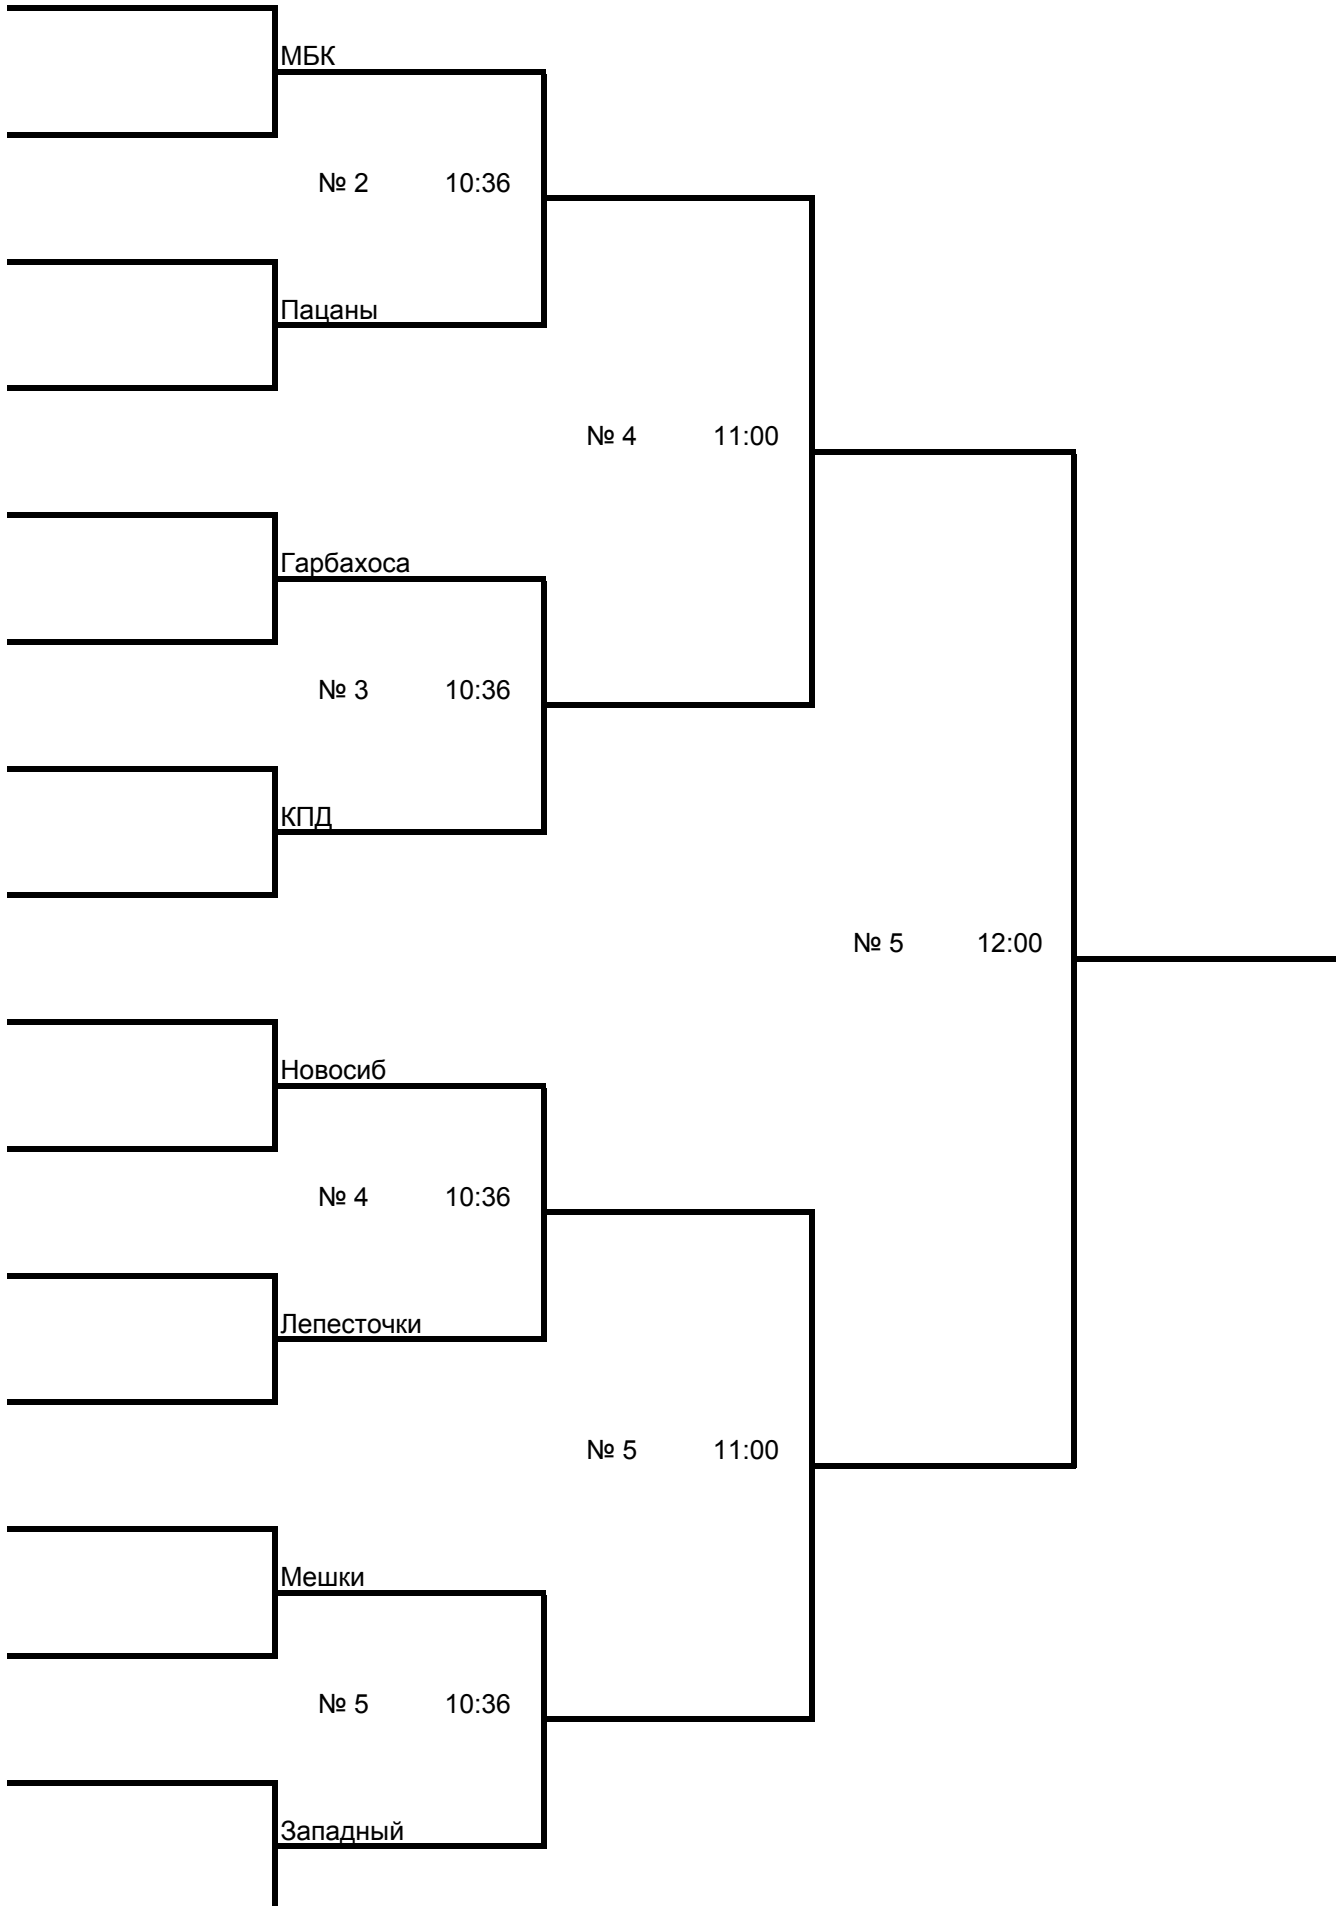 МБК
№ 2 10:36
Пацаны
№ 4 11:00
Гарбахоса
№ 3 10:36
КПД
№ 5 12:00
Новосиб
№ 4 10:36
Лепесточки
№ 5 11:00
Мешки
№ 5 10:36
Западный